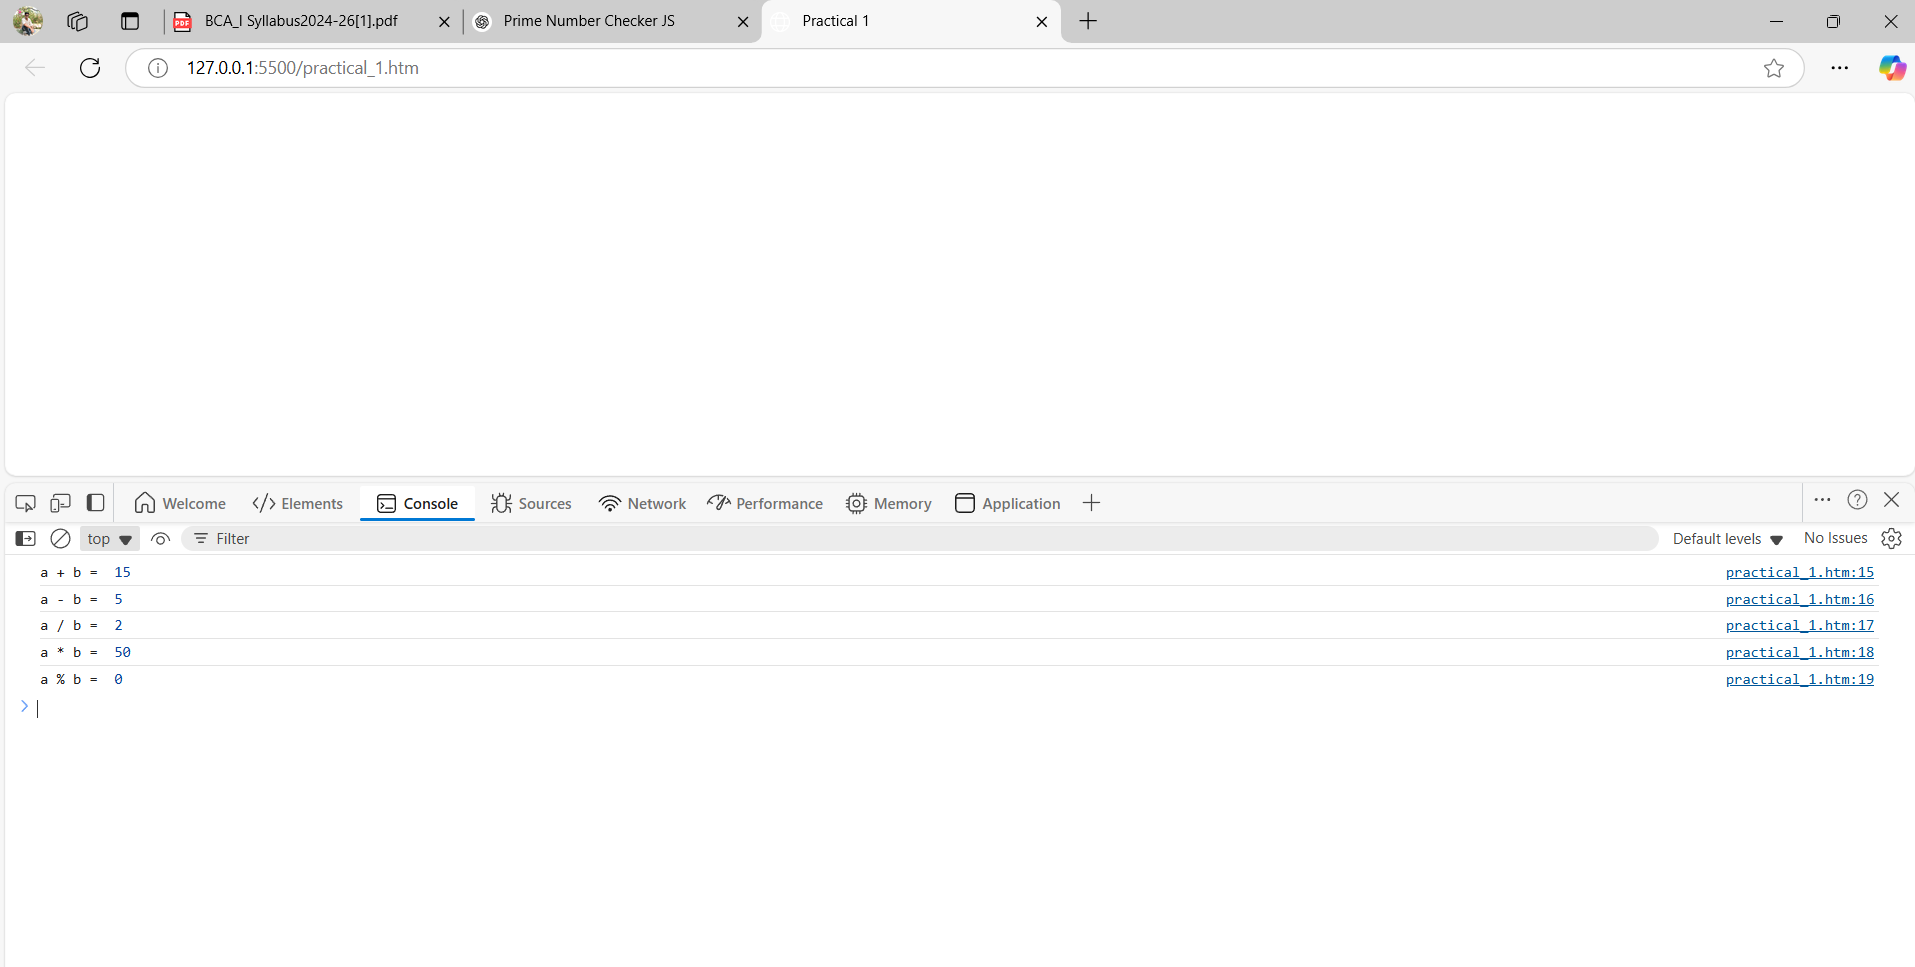 BCA_I Syllabus2024-26[1].pdf Prime Number Checker JS Practical 1
127.0.0.1:5500/practical_1.htm
Welcome Elements Console Sources Network Performance Memory Application
top Filter Default levels No Issues
a + b = 15 practical_1.htm:15
a - b = 5 practical_1.htm:16
a / b = 2 practical_1.htm:17
a * b = 50 practical_1.htm:18
a % b = 0 practical_1.htm:19